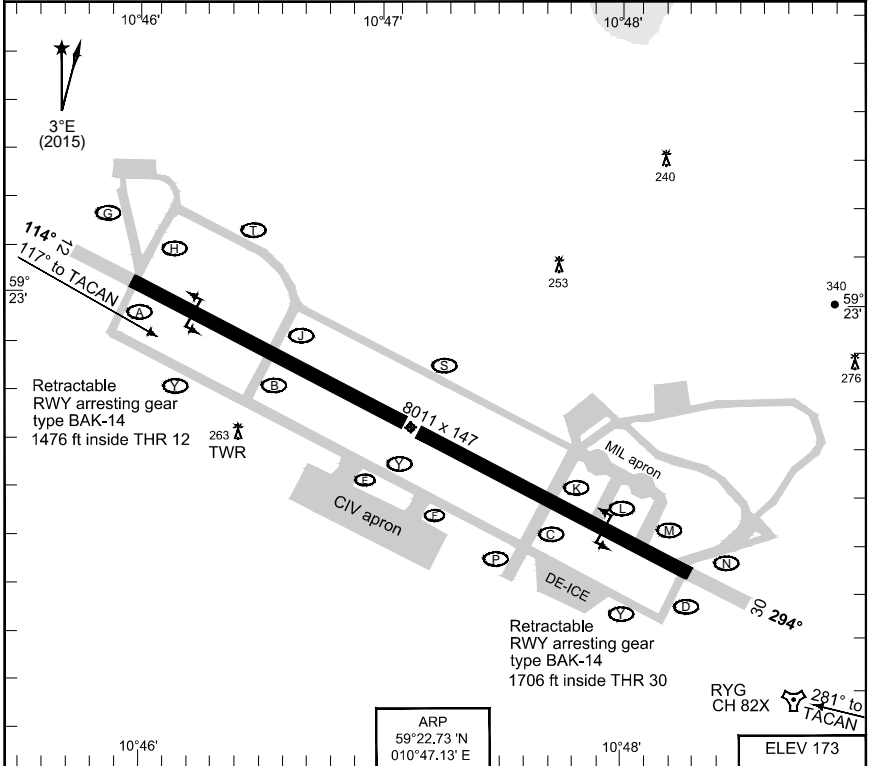 10°46'
10°47'
10°48'
3°E
(2015)
240
G
T
114°
12
H
117° to TACAN
253
59°
23'
340
59°
23'
A
J
S
276
Retractable
RWY arresting gear
type BAK-14
1476 ft inside THR 12
Y
B
8011 x 147
263
TWR
MIL apron
Y
E
K
CIV apron
F
L
M
C
P
N
DE-ICE
Y
D
30
294°
Retractable
RWY arresting gear
type BAK-14
1706 ft inside THR 30
RYG
CH 82X
281° to
TACAN
ARP
59°22.73 'N
010°47.13' E
10°46'
10°48'
ELEV 173